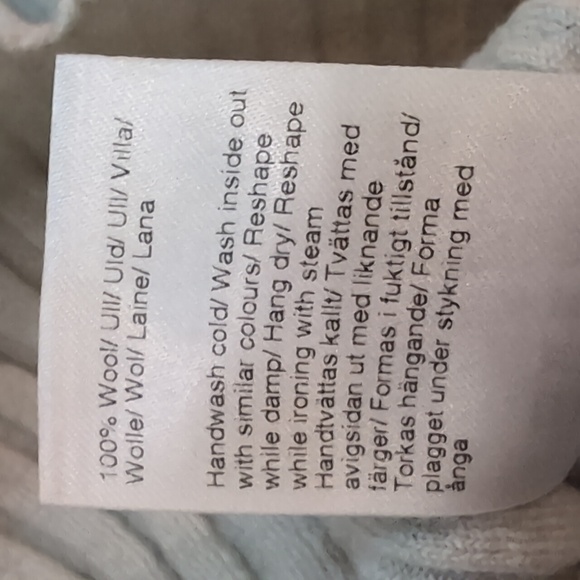 100% Wool/ Ull/ Uld/ Ull/ Villa/
Wolle/ Wol/ Laine/ Lana
Handwash cold/ Wash inside out
with similar colours/ Reshape
while damp/ Hang dry/ Reshape
while ironing with steam
Handtvättas kallt/ Tvättas med
avigsidan ut med liknande
färger/ Formas i fuktigt tillstånd/
Torkas hängande/ Forma
plagget under stykning med
ånga